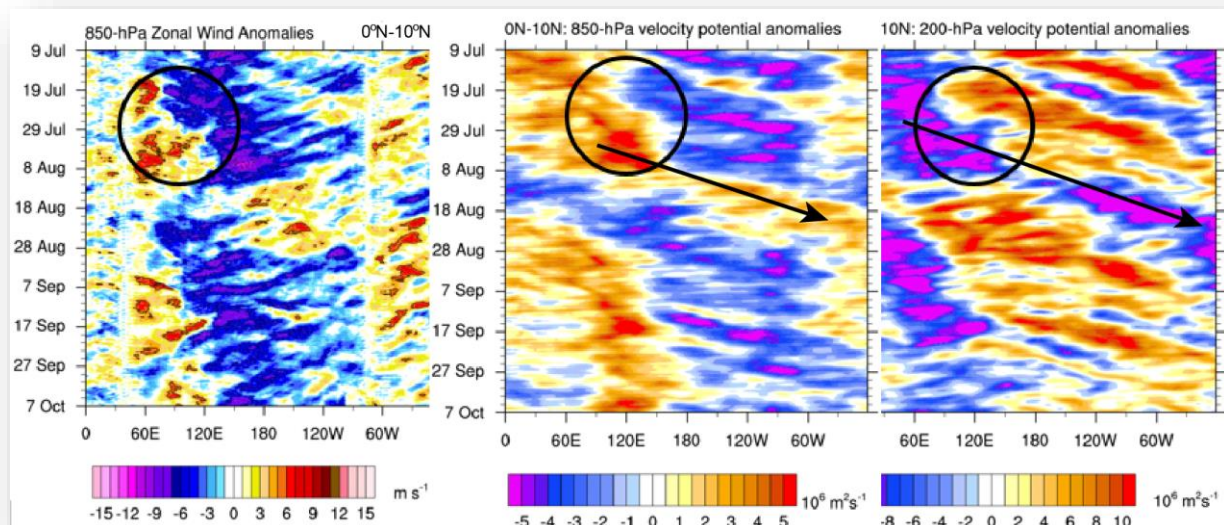 850-hPa Zonal Wind Anomalies 0ºN-10ºN
9 Jul
19 Jul
29 Jul
8 Aug
18 Aug
28 Aug
7 Sep
17 Sep
27 Sep
7 Oct
0 60E 120E 180 120W 60W
-15 -12 -9 -6 -3 0 3 6 9 12 15
m s⁻¹
0N-10N: 850-hPa velocity potential anomalies
9 Jul
19 Jul
29 Jul
8 Aug
18 Aug
28 Aug
7 Sep
17 Sep
27 Sep
7 Oct
0 60E 120E 180 120W 60W
-5 -4 -3 -2 -1 0 1 2 3 4 5
10⁶ m²s⁻¹
10N: 200-hPa velocity potential anomalies
60E 120E 180 120W 60W
-8 -6 -4 -2 0 2 4 6 8 10
10⁶ m²s⁻¹